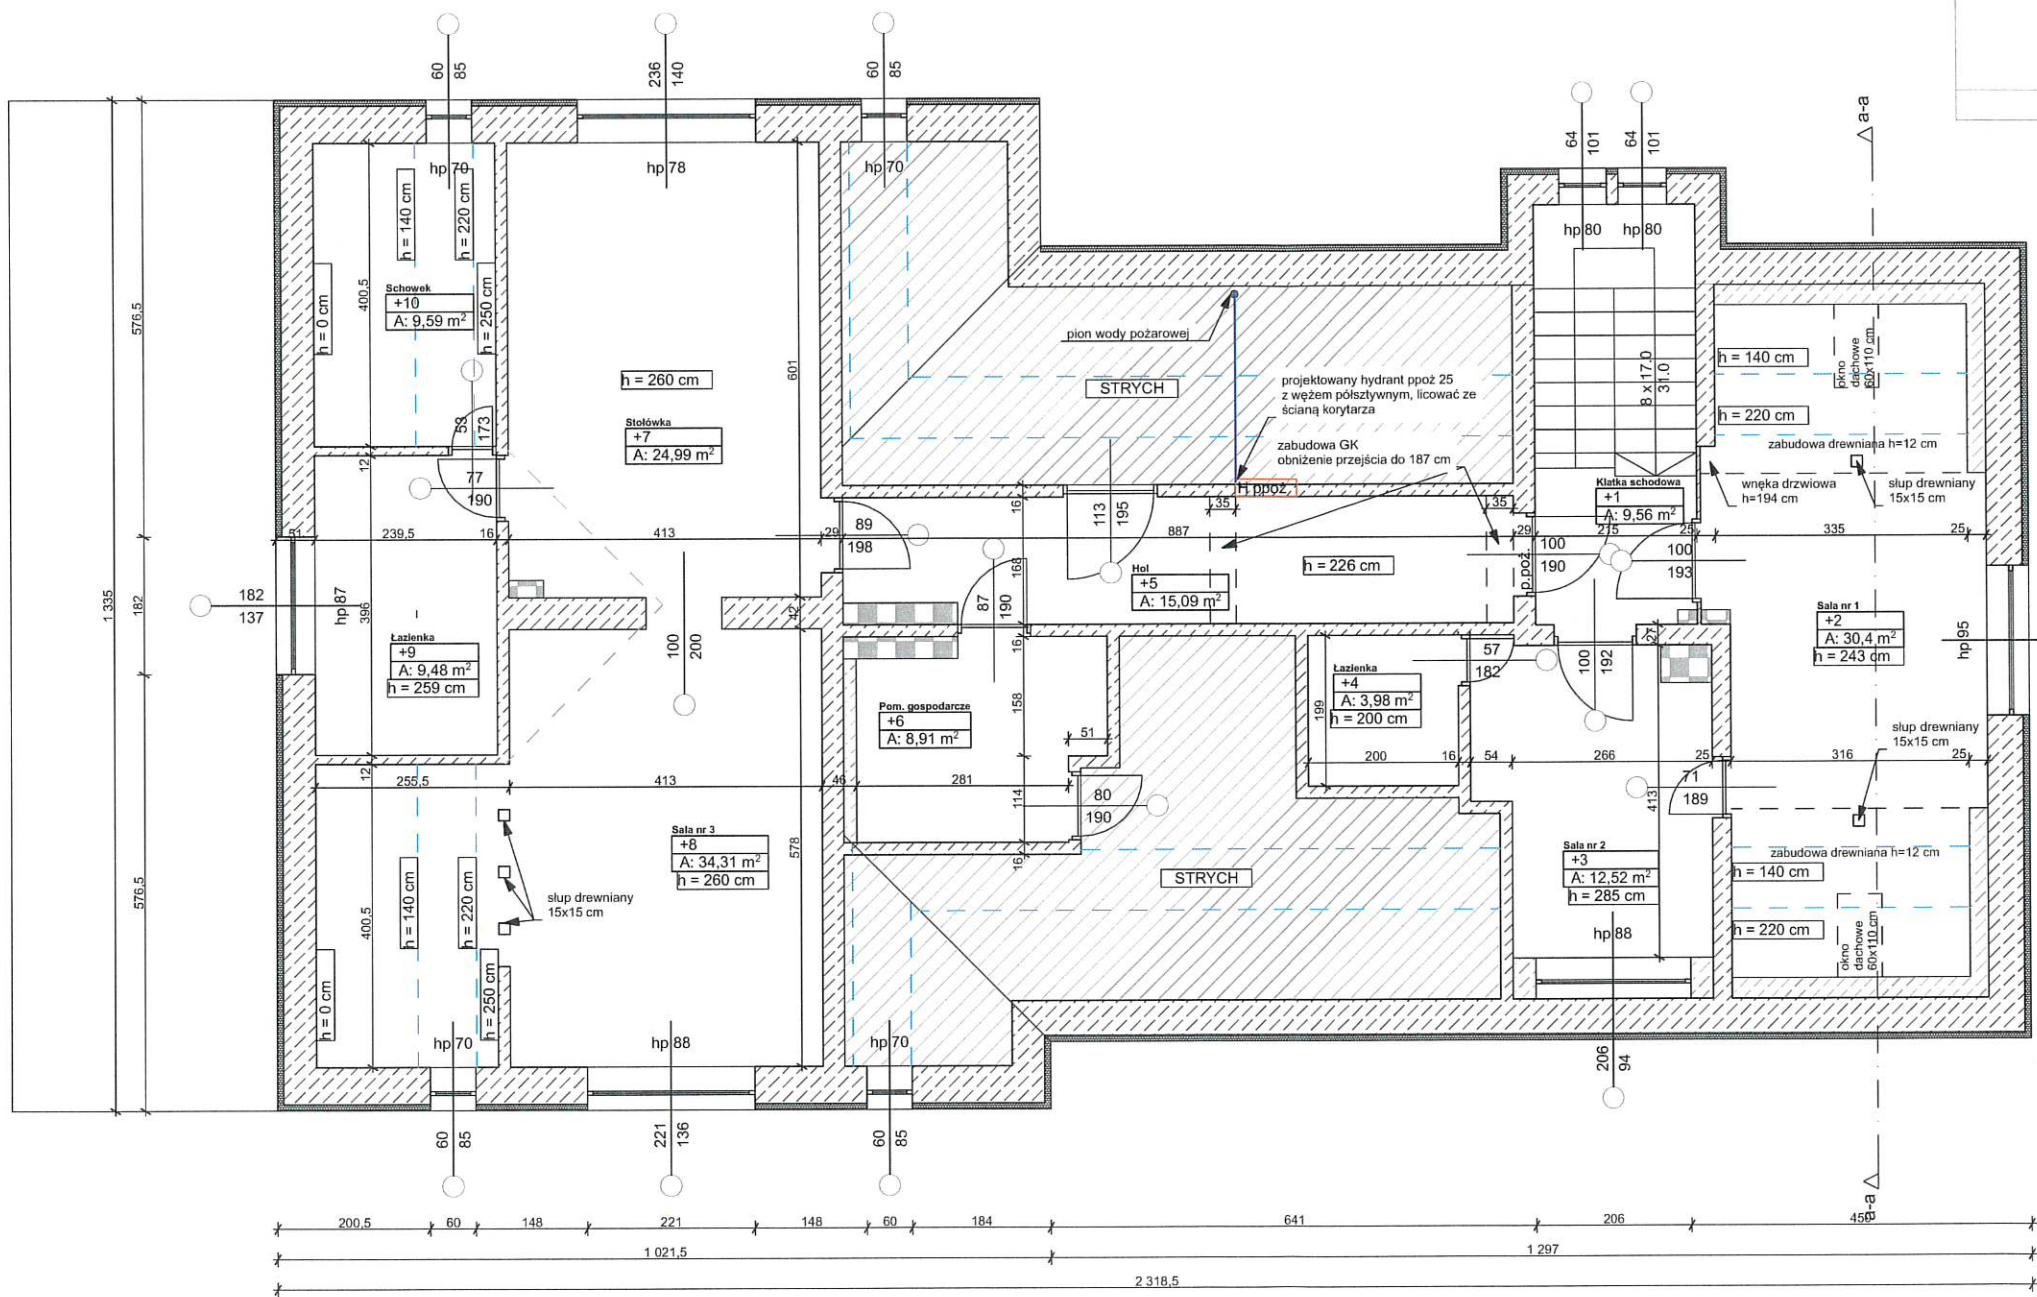 60
85
236
140
60
85
64
101
64
101
a-a
hp 70
hp 78
hp 70
hp 80
hp 80
h = 140 cm
h = 220 cm
h = 0 cm
h = 250 cm
400,5
Schowek
+10
A: 9,59 m²
53
173
12
77
190
h = 260 cm
Stołówka
+7
A: 24,99 m²
601
pion wody pożarowej
STRYCH
projektowany hydrant ppoż 25
z wężem półsztywnym, licować ze
ścianą korytarza
zabudowa GK
obniżenie przejścia do 187 cm
H ppoż
8 x 17.0
31.0
h = 140 cm
okno
dachowe
60x110 cm
h = 220 cm
zabudowa drewniana h=12 cm
wnęka drzwiowa
h=194 cm
słup drewniany
15x15 cm
Klatka schodowa
+1
A: 9,56 m²
1 335
576,5
182
576,5
51
239,5
16
413
29
887
29
215
25
335
25
89
198
16
113
195
35
35
168
87
190
Hol
+5
A: 15,09 m²
h = 226 cm
p.poż.
100
190
100
193
182
137
hp 87
396
Łazienka
+9
A: 9,48 m²
h = 259 cm
100
200
42
Sala nr 1
+2
A: 30,4 m²
h = 243 cm
hp 95
16
158
Pom. gospodarcze
+6
A: 8,91 m²
51
199
Łazienka
+4
A: 3,98 m²
h = 200 cm
57
182
100
192
27
słup drewniany
15x15 cm
12
255,5
413
46
281
114
16
80
190
200
16
54
266
25
316
25
71
189
413
400,5
h = 140 cm
h = 220 cm
h = 0 cm
h = 250 cm
słup drewniany
15x15 cm
Sala nr 3
+8
A: 34,31 m²
h = 260 cm
578
STRYCH
Sala nr 2
+3
A: 12,52 m²
h = 285 cm
hp 88
zabudowa drewniana h=12 cm
h = 140 cm
h = 220 cm
okno
dachowe
60x110 cm
hp 70
hp 88
hp 70
60
85
221
136
60
85
206
94
a-a
200,5
60
148
221
148
60
184
641
206
459
1 021,5
1 297
2 318,5